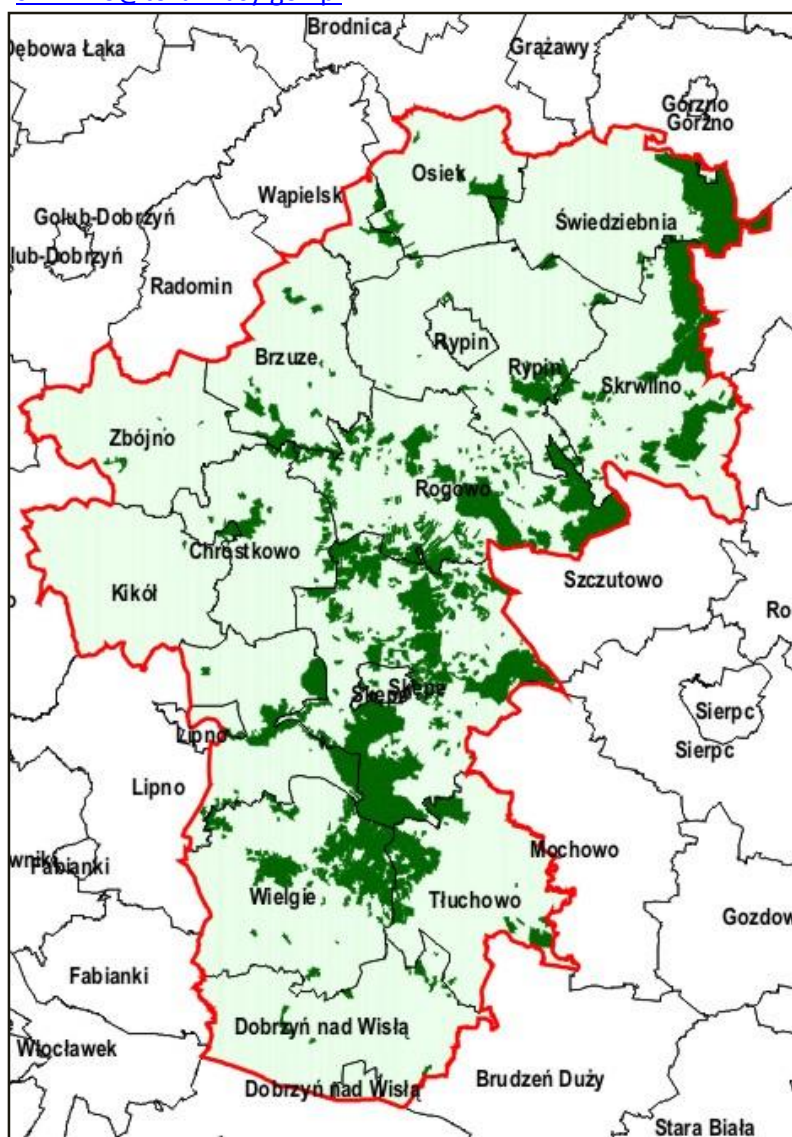 Brodnica
Dębowa Łąka
Grążawy
Górzno
Górzno
Osiek
Wąpielsk
Golub-Dobrzyń
Świedziebnia
lub-Dobrzyń
Radomin
Rypin
Brzuze
Rypin
Skrwilno
Zbójno
Rogowo
Chrostkowo
Szczutowo
Kikół
Ro
Skępe
Skępe
Sierpc
Lipno
Sierpc
Lipno
Mochowo
Fabianki
Wielgie
Tłuchowo
Gozdow
Fabianki
Dobrzyń nad Wisłą
Włocławek
Brudzeń Duży
Dobrzyń nad Wisłą
Stara Biała